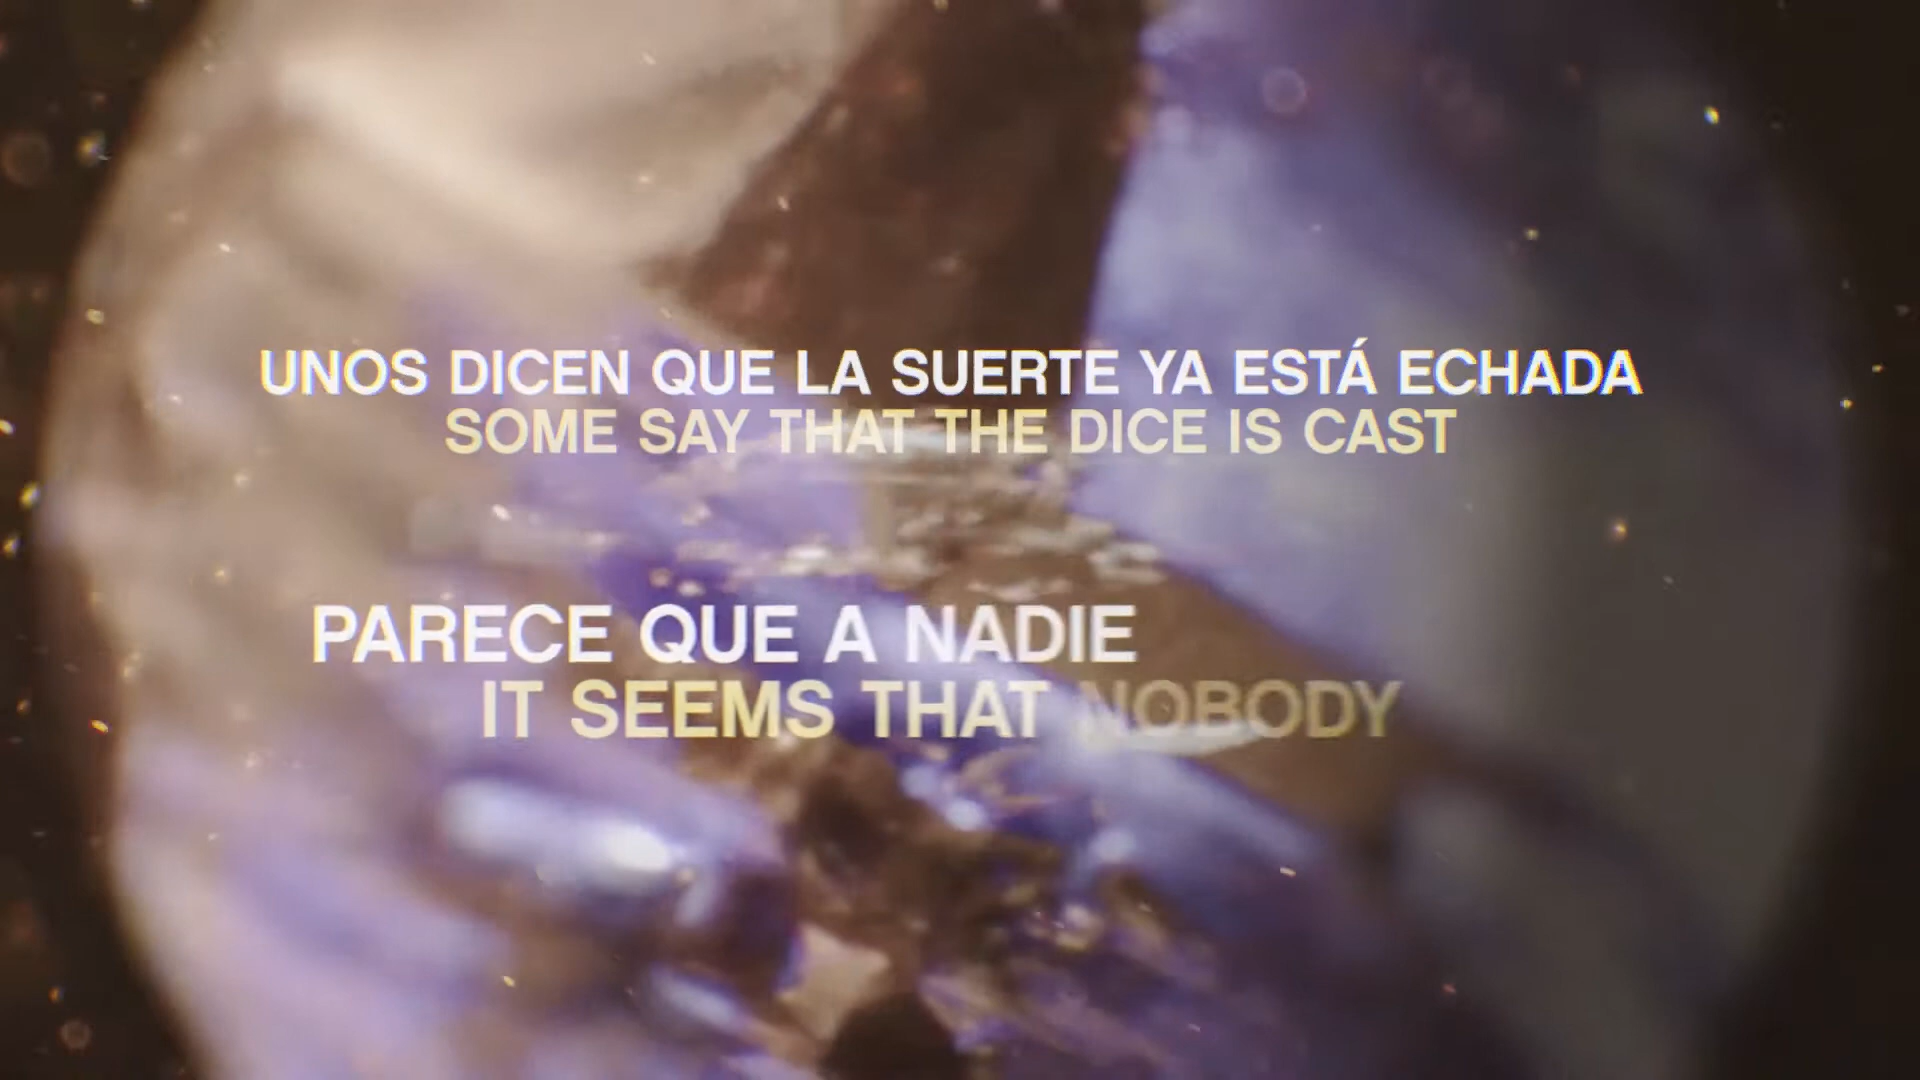 UNOS DICEN QUE LA SUERTE YA ESTÁ ECHADA
SOME SAY THAT THE DICE IS CAST
PARECE QUE A NADIE
IT SEEMS THAT NOBODY